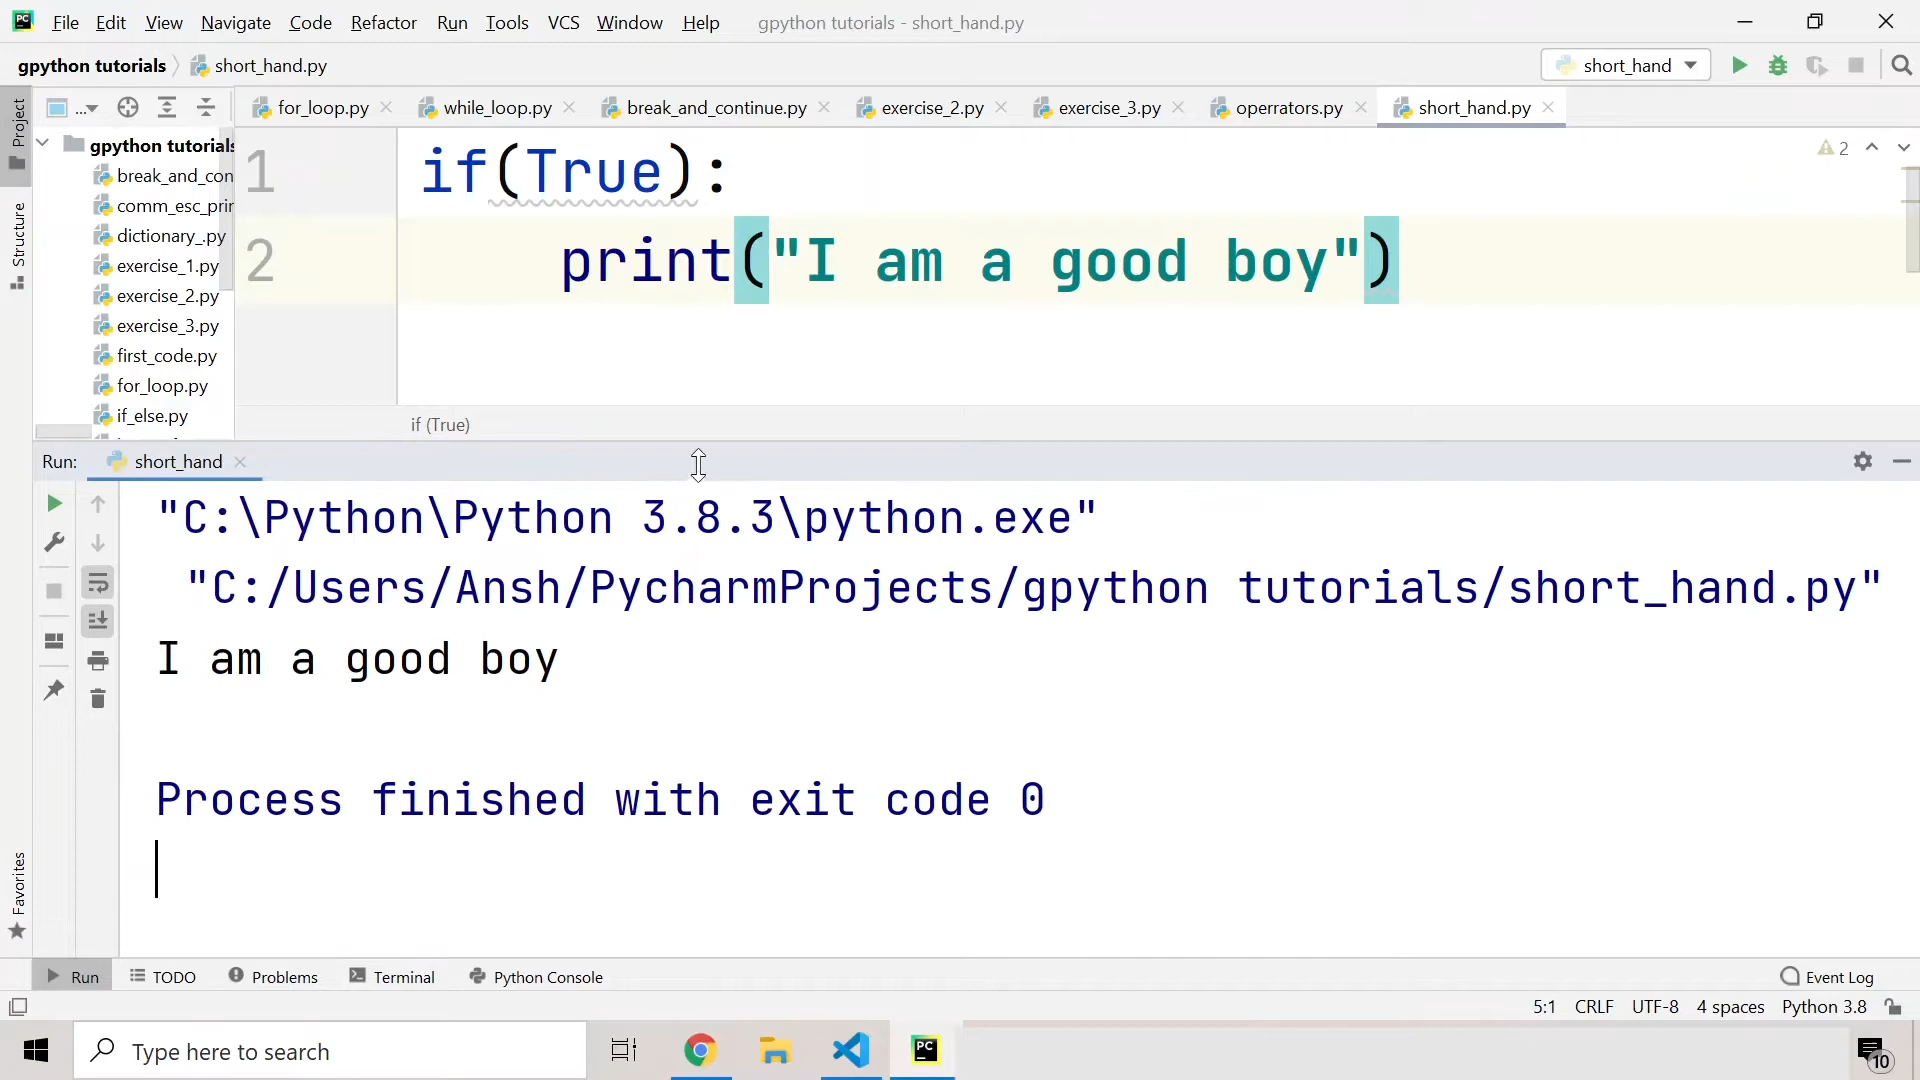 File Edit View Navigate Code Refactor Run Tools VCS Window Help gpython tutorials - short_hand.py
gpython tutorials short_hand.py short_hand
Project
... for_loop.py while_loop.py break_and_continue.py exercise_2.py exercise_3.py operrators.py short_hand.py
gpython tutorials
break_and_con
comm_esc_prin
dictionary_.py
exercise_1.py
exercise_2.py
exercise_3.py
first_code.py
for_loop.py
if_else.py
Structure
1 if(True):
2 print("I am a good boy")
2
if (True)
Run: short_hand
"C:\Python\Python 3.8.3\python.exe"
"C:/Users/Ansh/PycharmProjects/gpython tutorials/short_hand.py"
I am a good boy
Process finished with exit code 0
Favorites
Run TODO Problems Terminal Python Console Event Log
5:1 CRLF UTF-8 4 spaces Python 3.8
Type here to search PC 10